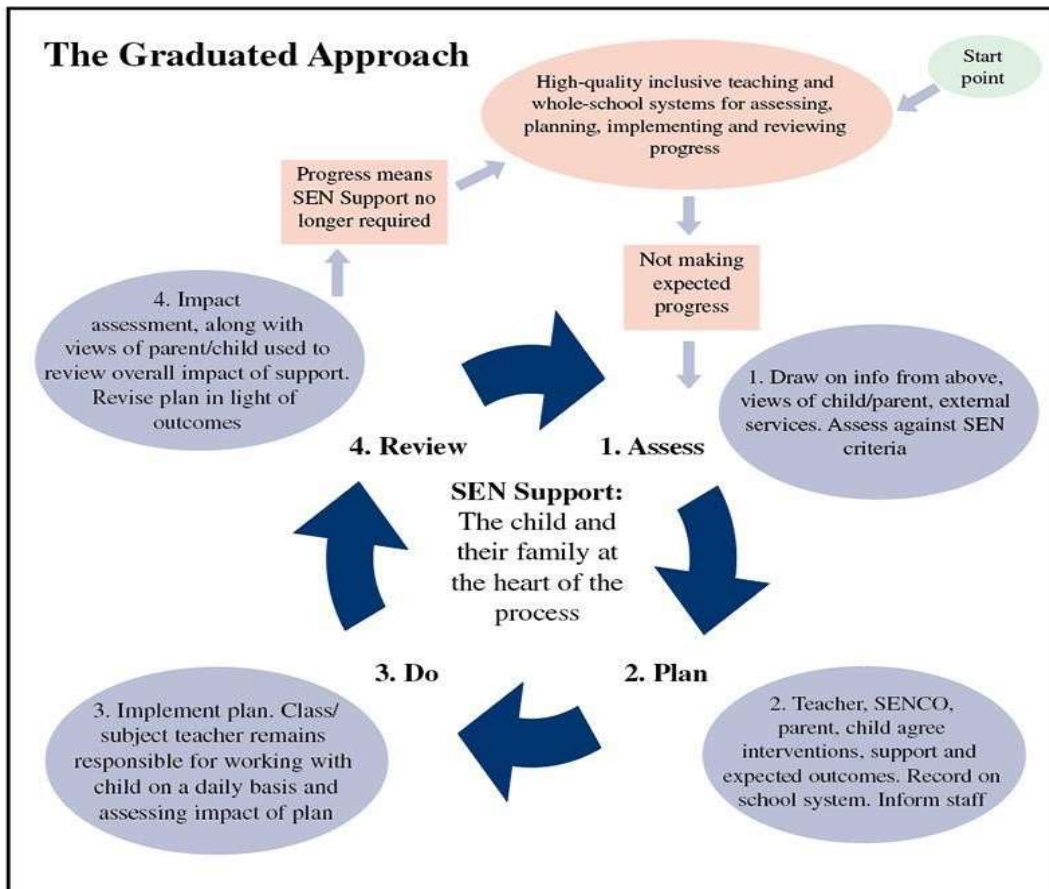 The Graduated Approach
Start
point
High-quality inclusive teaching and
whole-school systems for assessing,
planning, implementing and reviewing
progress
Progress means
SEN Support no
longer required
Not making
expected
progress
4. Impact
assessment, along with
views of parent/child used to
review overall impact of support.
Revise plan in light of
outcomes
1. Draw on info from above,
views of child/parent, external
services. Assess against SEN
criteria
4. Review
1. Assess
SEN Support:
The child and
their family at
the heart of the
process
3. Do
2. Plan
3. Implement plan. Class/
subject teacher remains
responsible for working with
child on a daily basis and
assessing impact of plan
2. Teacher, SENCO,
parent, child agree
interventions, support and
expected outcomes. Record on
school system. Inform staff